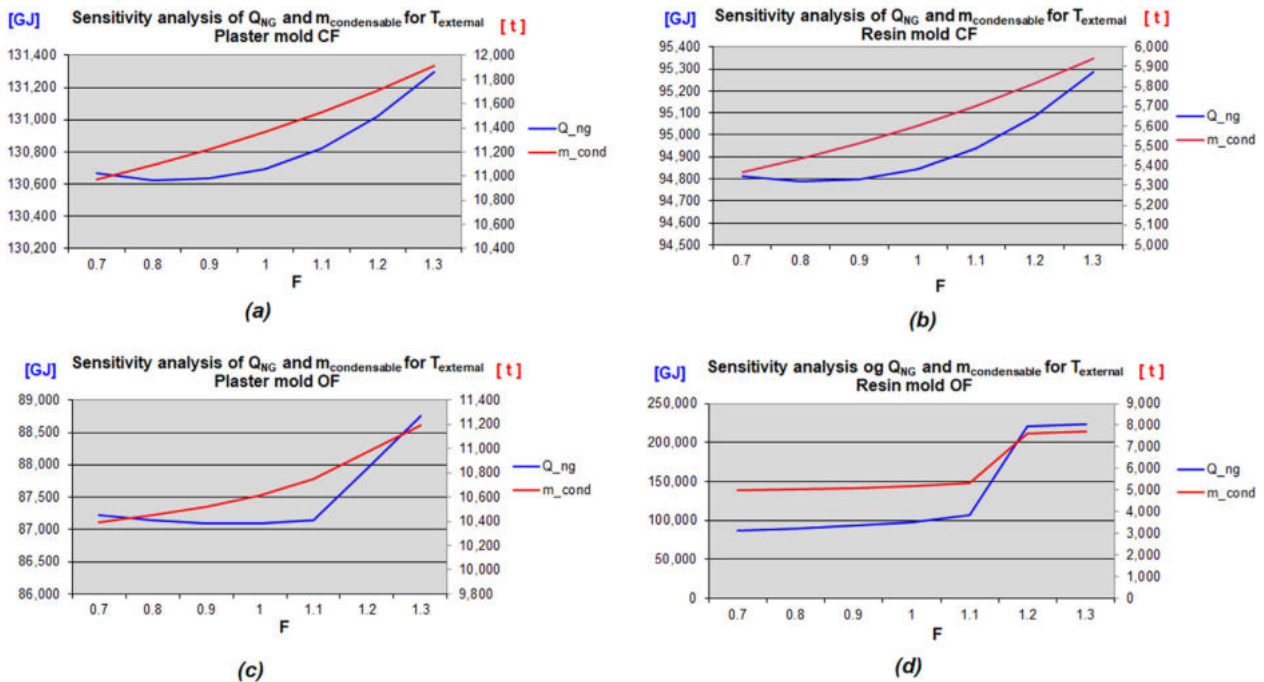 [GJ] Sensitivity analysis of QNG and mcondensable for Texternal [ t ]
Plaster mold CF
131,400
131,200
131,000
130,800
130,600
130,400
130,200
12,000
11,800
11,600
11,400
11,200
11,000
10,800
10,600
10,400
0.7 0.8 0.9 1 1.1 1.2 1.3
F
Q_ng
m_cond
(a)
[GJ] Sensitivity analysis of QNG and mcondensable for Texternal [ t ]
Resin mold CF
95,400
95,300
95,200
95,100
95,000
94,900
94,800
94,700
94,600
94,500
6,000
5,900
5,800
5,700
5,600
5,500
5,400
5,300
5,200
5,100
5,000
0.7 0.8 0.9 1 1.1 1.2 1.3
F
Q_ng
m_cond
(b)
[GJ] Sensitivity analysis of QNG and mcondensable for Texternal [ t ]
Plaster mold OF
89,000
88,500
88,000
87,500
87,000
86,500
86,000
11,400
11,200
11,000
10,800
10,600
10,400
10,200
10,000
9,800
0.7 0.8 0.9 1 1.1 1.2 1.3
F
Q_ng
m_cond
(c)
[GJ] Sensitivity analysis og QNG and mcondensable for Texternal [ t ]
Resin mold OF
250,000
200,000
150,000
100,000
50,000
0
9,000
8,000
7,000
6,000
5,000
4,000
3,000
2,000
1,000
0
0.7 0.8 0.9 1 1.1 1.2 1.3
F
Q_ng
m_cond
(d)